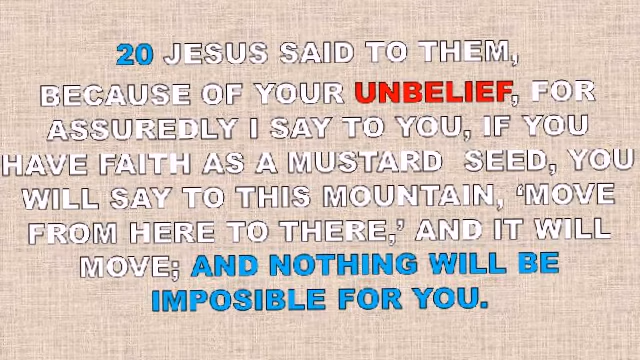 20 JESUS SAID TO THEM,
BECAUSE OF YOUR UNBELIEF, FOR
ASSUREDLY I SAY TO YOU, IF YOU
HAVE FAITH AS A MUSTARD SEED, YOU
WILL SAY TO THIS MOUNTAIN, ‘MOVE
FROM HERE TO THERE,’ AND IT WILL
MOVE; AND NOTHING WILL BE
IMPOSIBLE FOR YOU.